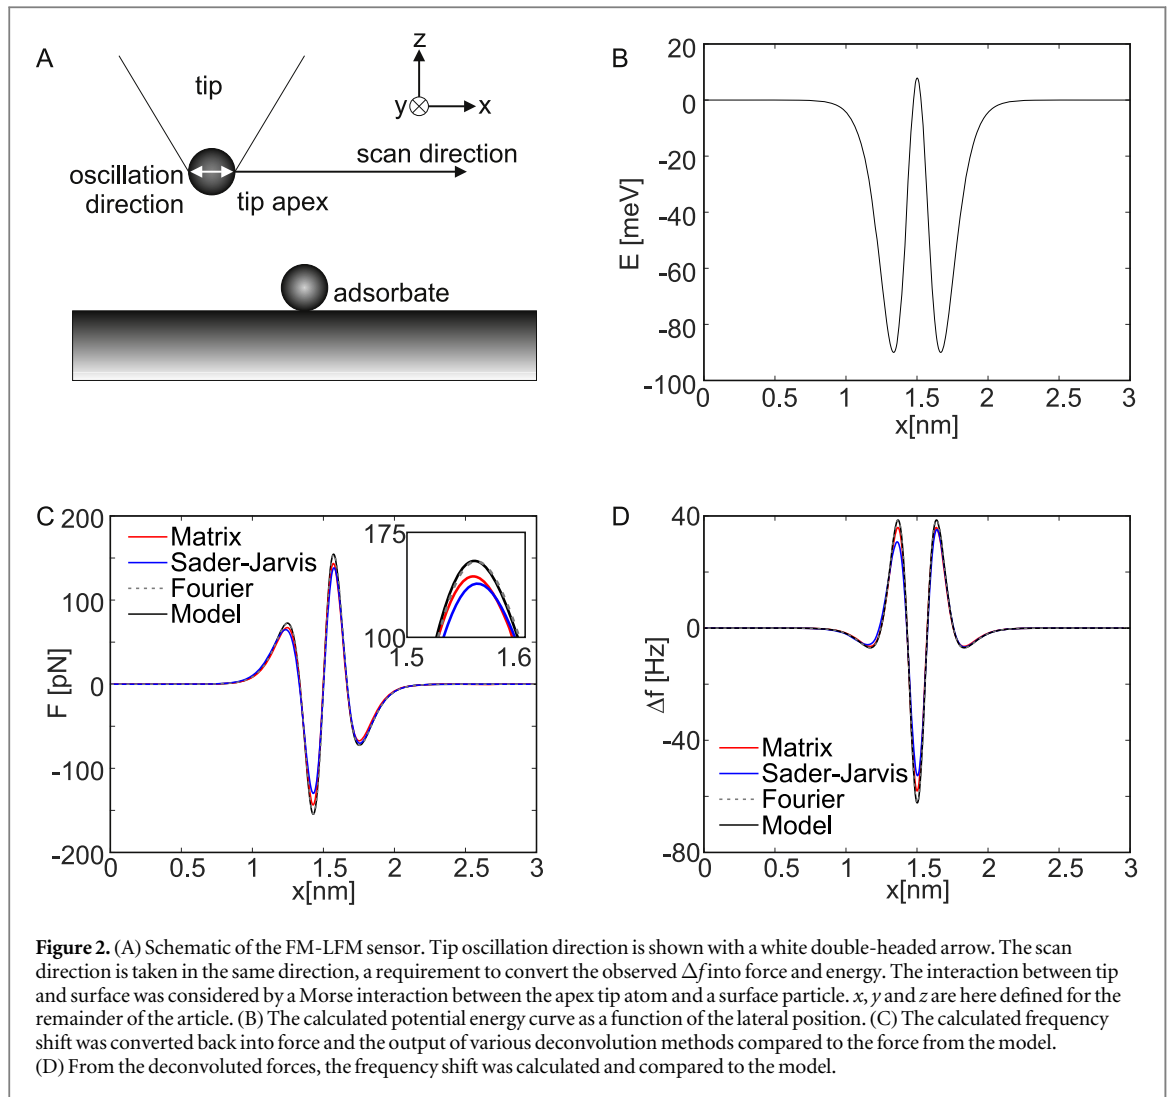 A
tip
z
y
x
scan direction
oscillation
direction
tip apex
adsorbate
B
20
0
-20
-40
-60
-80
-100
E [meV]
0 0.5 1 1.5 2 2.5 3
x[nm]
C
200
100
0
-100
-200
F [pN]
Matrix
Sader-Jarvis
Fourier
Model
175
100
1.5 1.6
0 0.5 1 1.5 2 2.5 3
x[nm]
D
40
0
-40
-80
Δf [Hz]
Matrix
Sader-Jarvis
Fourier
Model
0 0.5 1 1.5 2 2.5 3
x[nm]
Figure 2. (A) Schematic of the FM-LFM sensor. Tip oscillation direction is shown with a white double-headed arrow. The scan
direction is taken in the same direction, a requirement to convert the observed Δf into force and energy. The interaction between tip
and surface was considered by a Morse interaction between the apex tip atom and a surface particle. x, y and z are here defined for the
remainder of the article. (B) The calculated potential energy curve as a function of the lateral position. (C) The calculated frequency
shift was converted back into force and the output of various deconvolution methods compared to the force from the model.
(D) From the deconvoluted forces, the frequency shift was calculated and compared to the model.